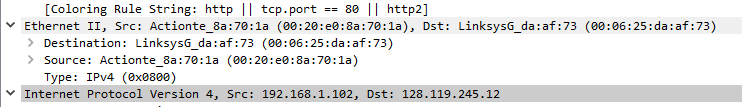 [Coloring Rule String: http || tcp.port == 80 || http2]
Ethernet II, Src: Actionte_8a:70:1a (00:20:e0:8a:70:1a), Dst: LinksysG_da:af:73 (00:06:25:da:af:73)
Destination: LinksysG_da:af:73 (00:06:25:da:af:73)
Source: Actionte_8a:70:1a (00:20:e0:8a:70:1a)
Type: IPv4 (0x0800)
Internet Protocol Version 4, Src: 192.168.1.102, Dst: 128.119.245.12